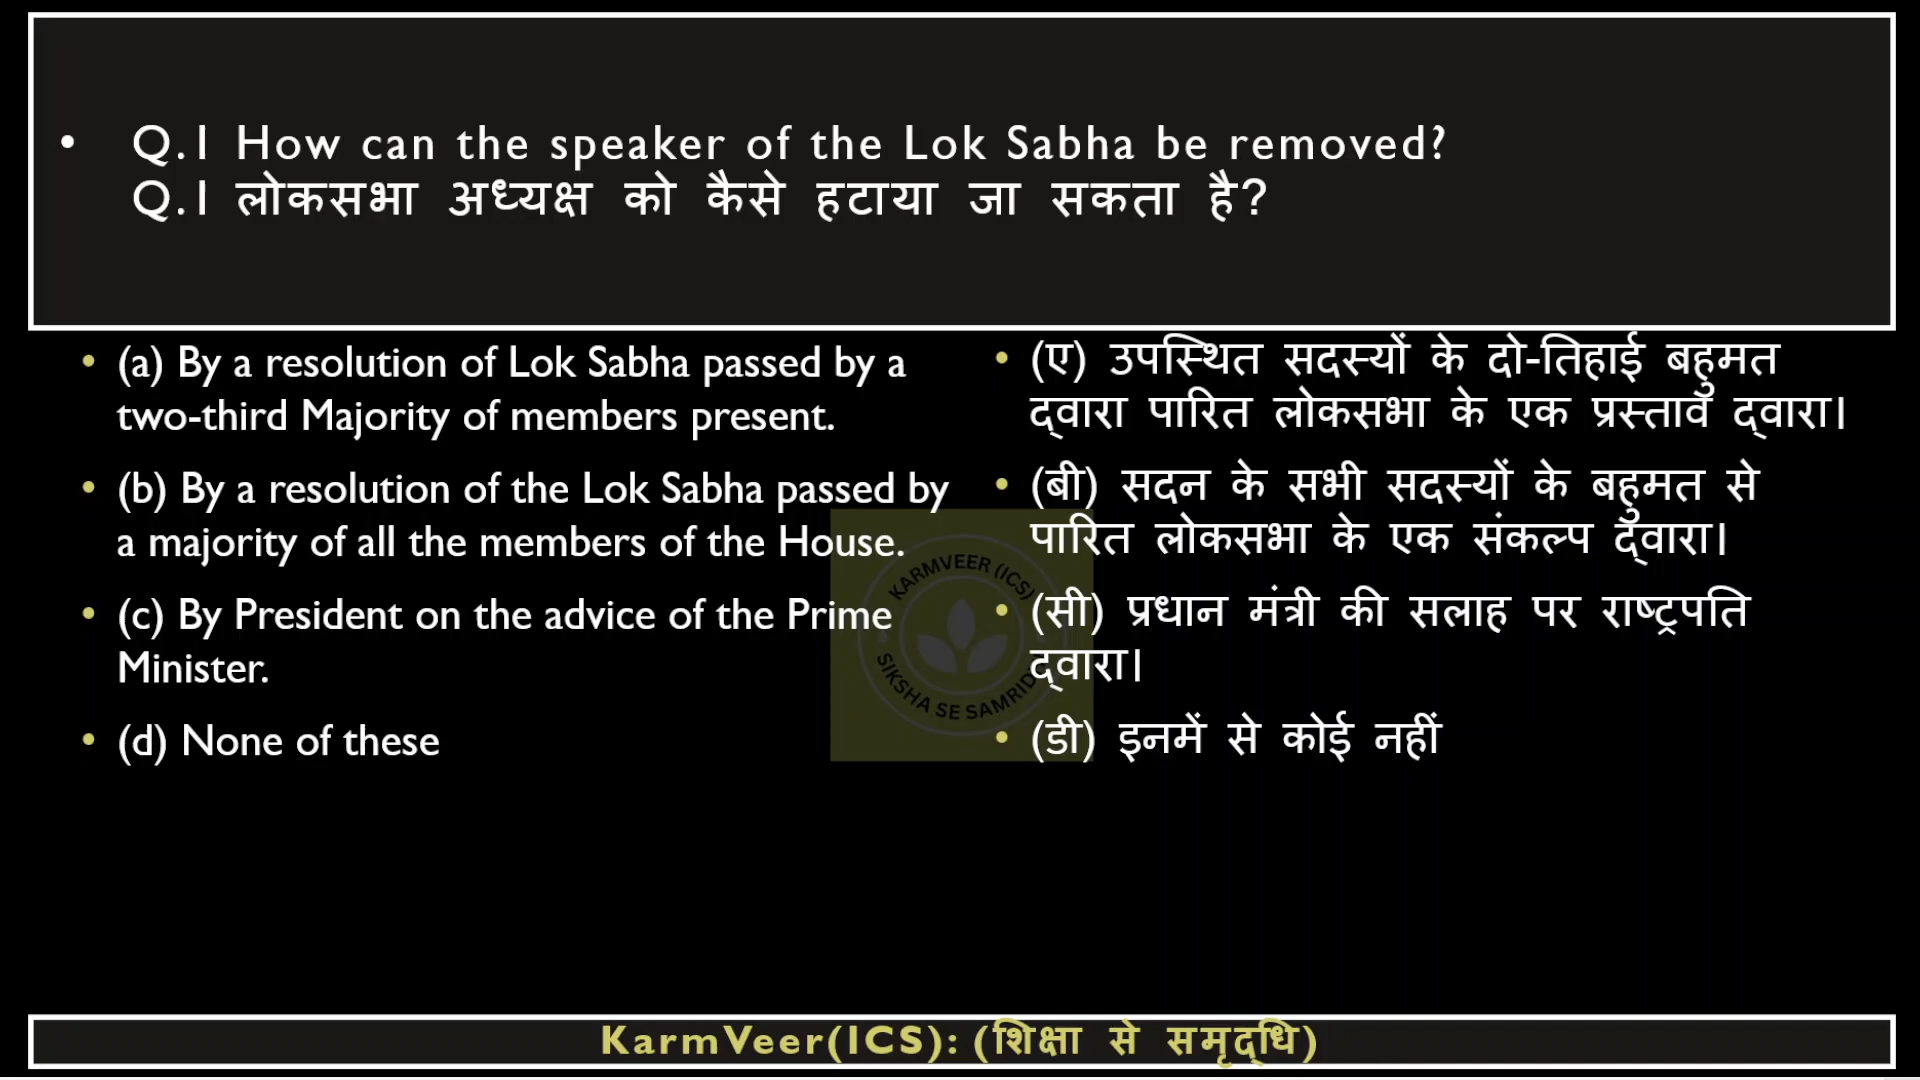 • Q.1 How can the speaker of the Lok Sabha be removed?
Q.1 लोकसभा अध्यक्ष को कैसे हटाया जा सकता है?
• (a) By a resolution of Lok Sabha passed by a
two-third Majority of members present.
• (b) By a resolution of the Lok Sabha passed by
a majority of all the members of the House.
• (c) By President on the advice of the Prime
Minister.
• (d) None of these
• (ए) उपस्थित सदस्यों के दो-तिहाई बहुमत
द्वारा पारित लोकसभा के एक प्रस्ताव द्वारा।
• (बी) सदन के सभी सदस्यों के बहुमत से
पारित लोकसभा के एक संकल्प द्वारा।
• (सी) प्रधान मंत्री की सलाह पर राष्ट्रपति
द्वारा।
• (डी) इनमें से कोई नहीं
KARMVEER (ICS)
SIKSHA SE
KarmVeer(ICS): (शिक्षा से समृद्धि)